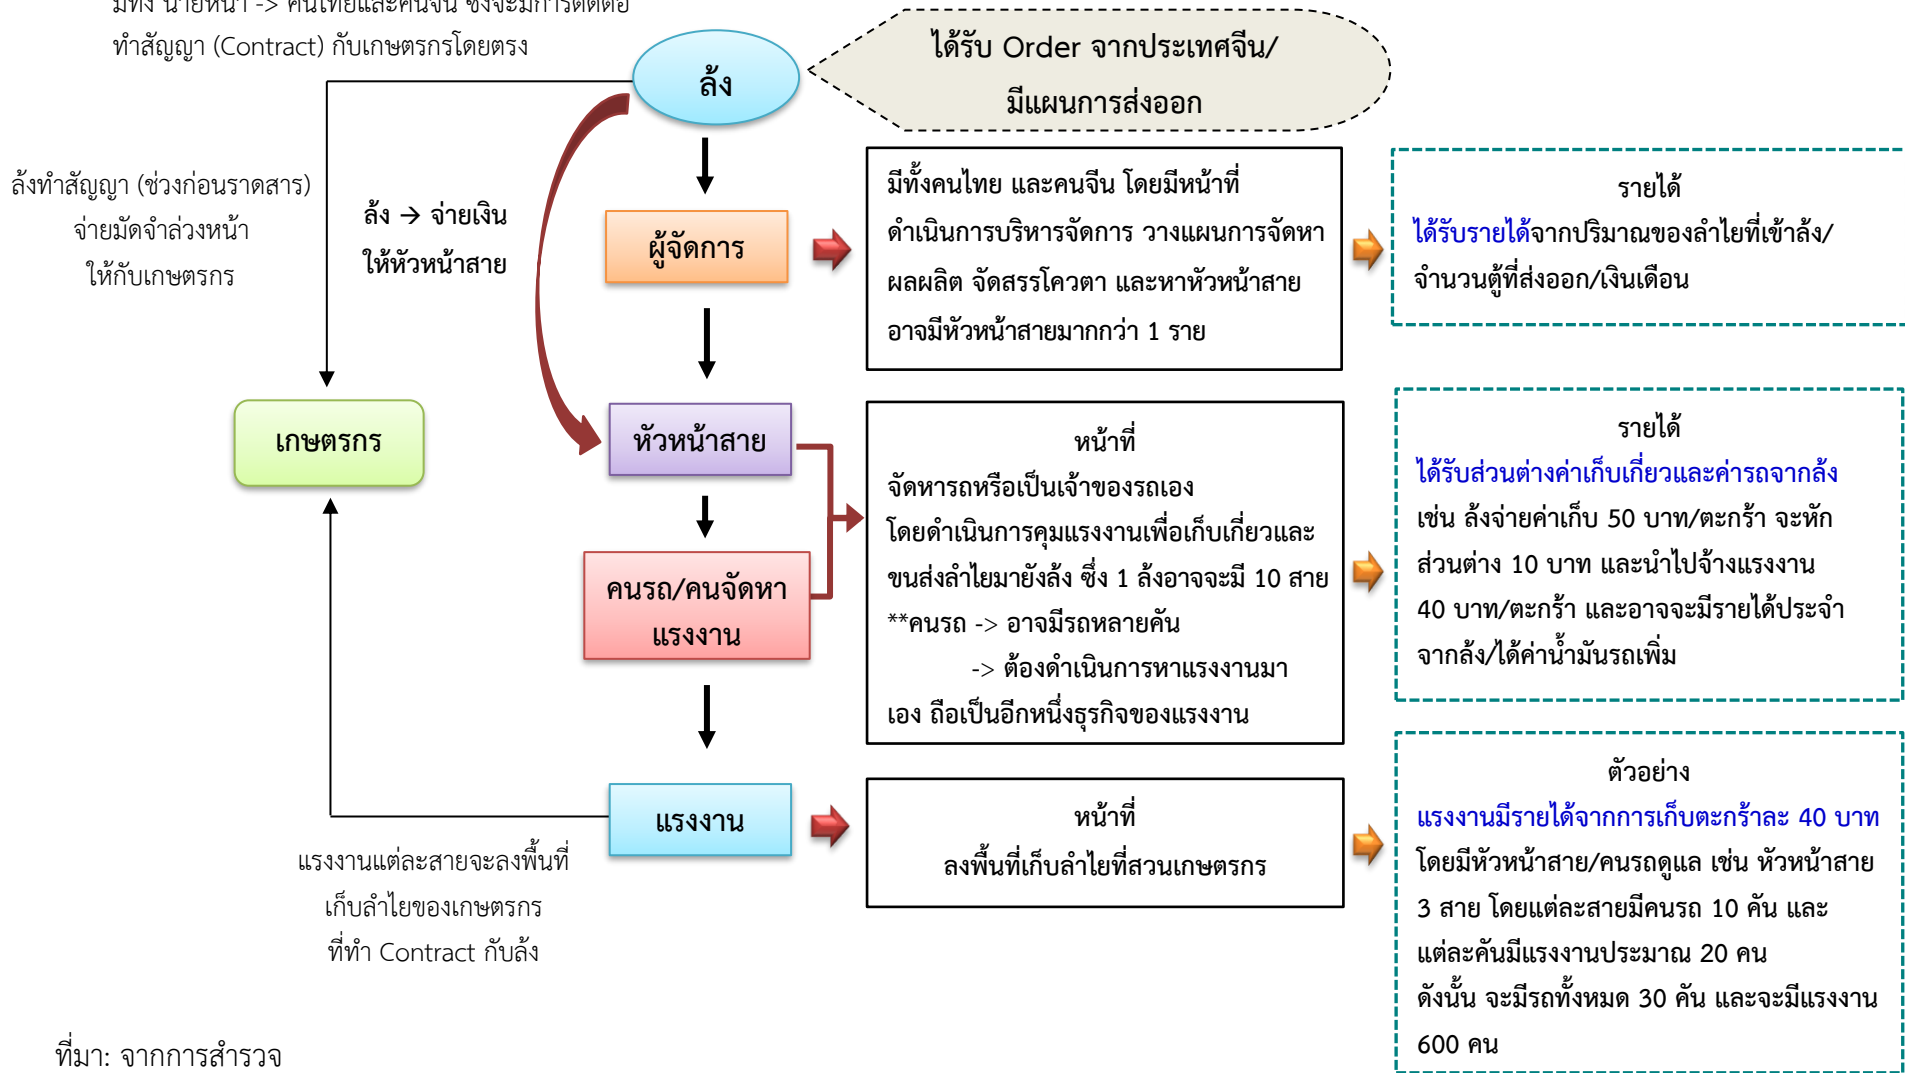 มีทั้ง นายหน้า -> คนไทยและคนจีน ซึ่งจะมีการติดต่อ
ทำสัญญา (Contract) กับเกษตรกรโดยตรง
ล้ง
ได้รับ Order จากประเทศจีน/
มีแผนการส่งออก
ล้งทำสัญญา (ช่วงก่อนราดสาร)
จ่ายมัดจำล่วงหน้า
ให้กับเกษตรกร
ล้ง → จ่ายเงิน
ให้หัวหน้าสาย
ผู้จัดการ
มีทั้งคนไทย และคนจีน โดยมีหน้าที่
ดำเนินการบริหารจัดการ วางแผนการจัดหา
ผลผลิต จัดสรรโควตา และหาหัวหน้าสาย
อาจมีหัวหน้าสายมากกว่า 1 ราย
รายได้
ได้รับรายได้จากปริมาณของลำไยที่เข้าล้ง/
จำนวนตู้ที่ส่งออก/เงินเดือน
เกษตรกร
หัวหน้าสาย
คนรถ/คนจัดหา
แรงงาน
หน้าที่
จัดหารถหรือเป็นเจ้าของรถเอง
โดยดำเนินการคุมแรงงานเพื่อเก็บเกี่ยวและ
ขนส่งลำไยมายังล้ง ซึ่ง 1 ล้งอาจจะมี 10 สาย
**คนรถ -> อาจมีรถหลายคัน
-> ต้องดำเนินการหาแรงงานมา
เอง ถือเป็นอีกหนึ่งธุรกิจของแรงงาน
รายได้
ได้รับส่วนต่างค่าเก็บเกี่ยวและค่ารถจากล้ง
เช่น ล้งจ่ายค่าเก็บ 50 บาท/ตะกร้า จะหัก
ส่วนต่าง 10 บาท และนำไปจ้างแรงงาน
40 บาท/ตะกร้า และอาจจะมีรายได้ประจำ
จากล้ง/ได้ค่าน้ำมันรถเพิ่ม
แรงงาน
หน้าที่
ลงพื้นที่เก็บลำไยที่สวนเกษตรกร
ตัวอย่าง
แรงงานมีรายได้จากการเก็บตะกร้าละ 40 บาท
โดยมีหัวหน้าสาย/คนรถดูแล เช่น หัวหน้าสาย
3 สาย โดยแต่ละสายมีคนรถ 10 คัน และ
แต่ละคันมีแรงงานประมาณ 20 คน
ดังนั้น จะมีรถทั้งหมด 30 คัน และจะมีแรงงาน
600 คน
แรงงานแต่ละสายจะลงพื้นที่
เก็บลำไยของเกษตรกร
ที่ทำ Contract กับล้ง
ที่มา: จากการสำรวจ